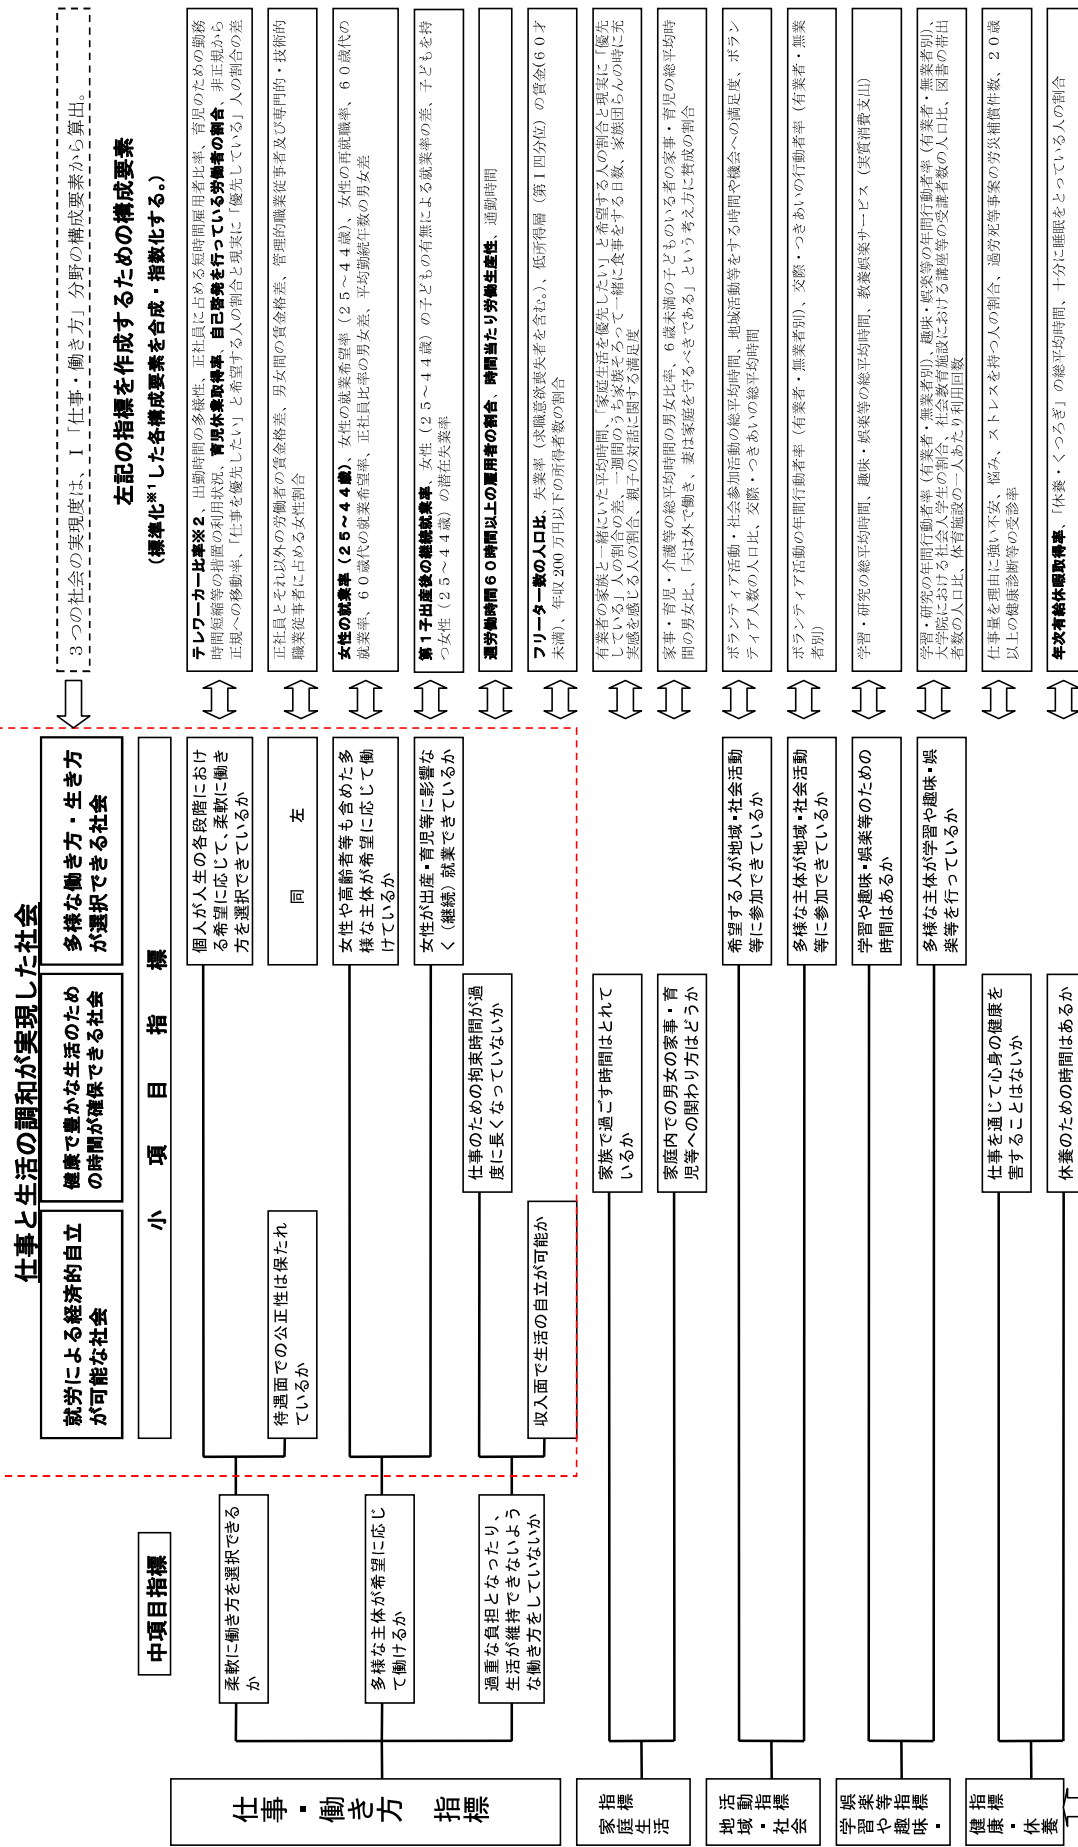 仕事と生活の調和が実現した社会
就労による経済的自立
が可能な社会
健康で豊かな生活のため
の時間が確保できる社会
多様な働き方・生き方
が選択できる社会
3つの社会の実現度は、I「仕事・働き方」分野の構成要素から算出。
左記の指標を作成するための構成要素
(標準化※1した各構成要素を合成・指数化する。)
中項目指標
小 項 目 指 標
仕事・働き方 指標
柔軟に働き方を選択できる
か
個人が人生の各段階におけ
る希望に応じて、柔軟に働き
方を選択できているか
テレワーカー比率※2、出勤時間の多様性、正社員に占める短時間雇用者比率、育児のための勤務
時間短縮等の措置の利用状況、育児休業取得率、自己啓発を行っている労働者の割合、非正規から
正規への移動率、「仕事を優先したい」と希望する人の割合と現実に「優先している」人の割合の差
待遇面での公正性は保たれ
ているか
同 左
正社員とそれ以外の労働者の賃金格差、男女間の賃金格差、管理的職業従事者及び専門的・技術的
職業従事者に占める女性割合
多様な主体が希望に応じ
て働けるか
女性や高齢者等も含めた多
様な主体が希望に応じて働
けているか
女性の就業率(25~44歳)、女性の就業希望率(25~44歳)、女性の再就職率、60歳代の
就業率、60歳代の就業希望率、正社員比率の男女差、平均勤続年数の男女差
女性が出産・育児等に影響な
く(継続)就業できているか
第1子出産後の継続就業率、女性(25~44歳)の子どもの有無による就業率の差、子どもを持
つ女性(25~44歳)の潜在失業率
過重な負担となったり、
生活が維持できないよう
な働き方をしていないか
仕事のための拘束時間が過
度に長くなっていないか
週労働時間60時間以上の雇用者の割合、時間当たり労働生産性、通勤時間
収入面で生活の自立が可能か
フリーター数の人口比、失業率(求職意欲喪失者を含む。)、低所得層(第Ⅰ四分位)の賃金(60才
未満)、年収200万円以下の所得者数の割合
家庭生活
指標
家族で過ごす時間はとれて
いるか
有業者の家族と一緒にいた平均時間、「家庭生活を優先したい」と希望する人の割合と現実に「優先
している」人の割合の差、一週間のうち家族そろって一緒に食事をする日数、家族団らんの時に充
実感を感じる人の割合、親子の対話に関する満足度
家庭内での男女の家事・育
児等への関わり方はどうか
家事・育児・介護等の総平均時間の男女比率、6歳未満の子どものいる者の家事・育児の総平均時
間の男女比、「夫は外で働き、妻は家庭を守るべきである」という考え方に賛成の割合
地域・社会
活動指標
希望する人が地域・社会活動
等に参加できているか
ボランティア活動・社会参加活動の総平均時間、地域活動等をする時間や機会への満足度、ボラン
ティア人数の人口比、交際・つきあいの総平均時間
多様な主体が地域・社会活動
等に参加できているか
ボランティア活動の年間行動者率(有業者・無業者別)、交際・つきあいの行動者率(有業者・無業
者別)
学習や趣味・
娯楽等指標
学習や趣味・娯楽等のための
時間はあるか
学習・研究の総平均時間、趣味・娯楽等の総平均時間、教養娯楽サービス(実質消費支出)
多様な主体が学習や趣味・娯
楽等を行っているか
学習・研究の年間行動者率(有業者・無業者別)、趣味・娯楽等の年間行動者率(有業者・無業者別)、
大学院における社会人学生の割合、社会教育施設における講座等の受講者数の人口比、図書の帯出
者数の人口比、体育施設の一人あたり利用回数
健康・休養
指標
仕事を通じて心身の健康を
害することはないか
仕事量を理由に強い不安、悩み、ストレスを持つ人の割合、過労死等事案の労災補償件数、20歳
以上の健康診断等の受診率
休養のための時間はあるか
年次有給休暇取得率、「休養・くつろぎ」の総平均時間、十分に睡眠をとっている人の割合